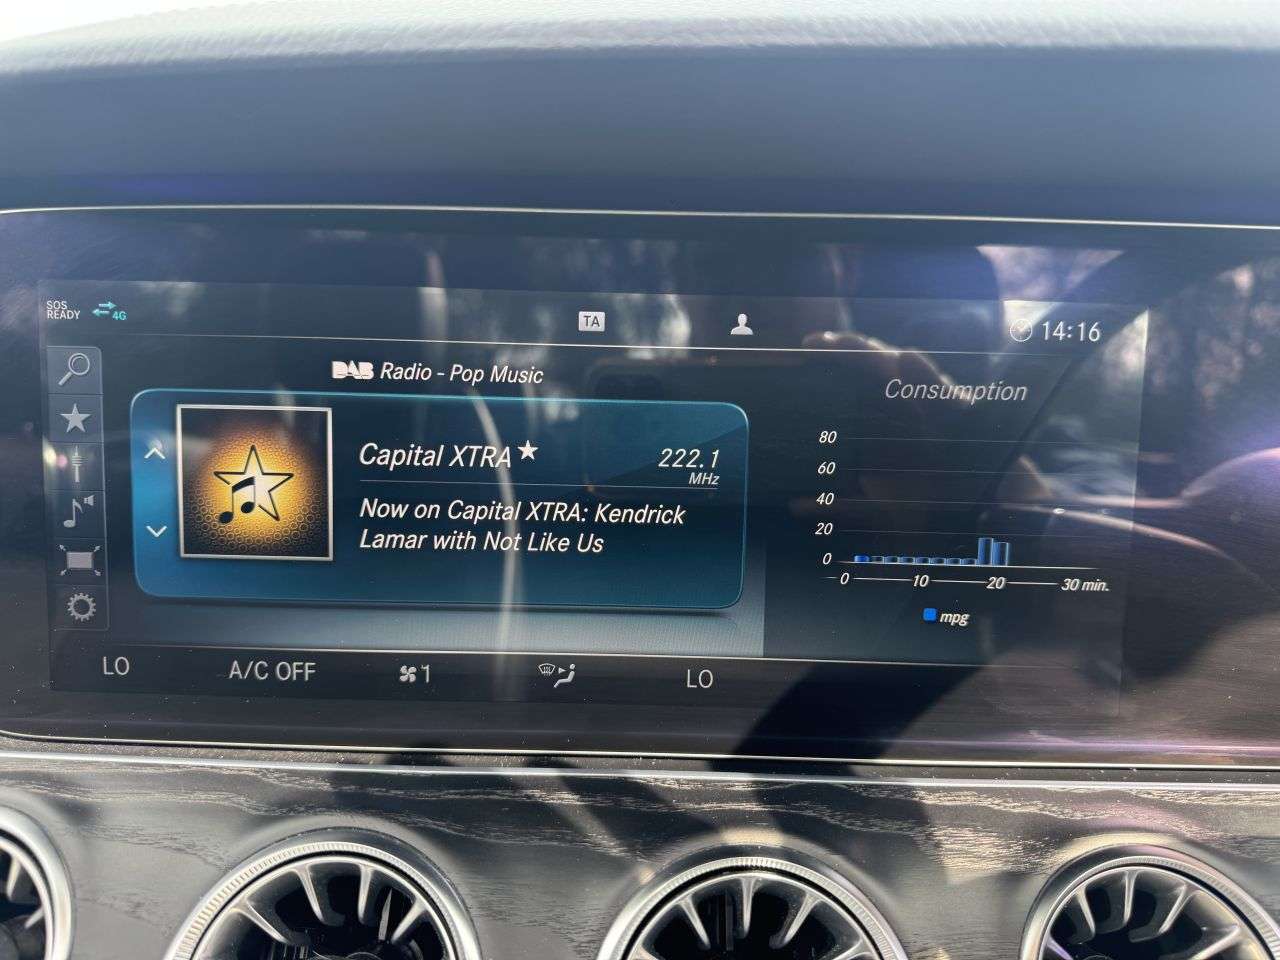 SOS
READY
4G
TA
14:16
DAB Radio - Pop Music
Capital XTRA
222.1
MHz
Now on Capital XTRA: Kendrick
Lamar with Not Like Us
Consumption
80
60
40
20
0
0 10 20 30 min.
mpg
LO A/C OFF 1 LO